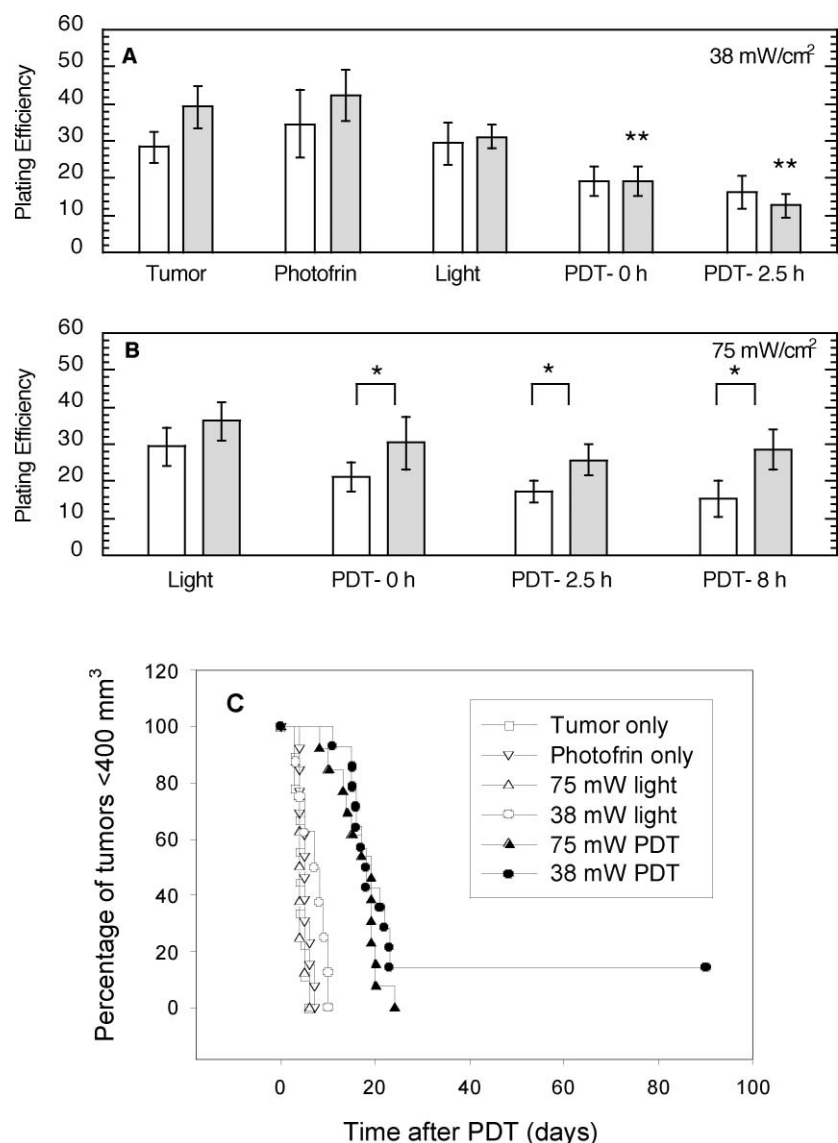 A
38 mW/cm²
60
50
40
30
20
10
0
Plating Efficiency
**
**
Tumor
Photofrin
Light
PDT- 0 h
PDT- 2.5 h
B
75 mW/cm²
60
50
40
30
20
10
0
Plating Efficiency
*
*
*
Light
PDT- 0 h
PDT- 2.5 h
PDT- 8 h
C
120
100
80
60
40
20
0
Percentage of tumors <400 mm³
Tumor only
Photofrin only
75 mW light
38 mW light
75 mW PDT
38 mW PDT
0
20
40
60
80
100
Time after PDT (days)